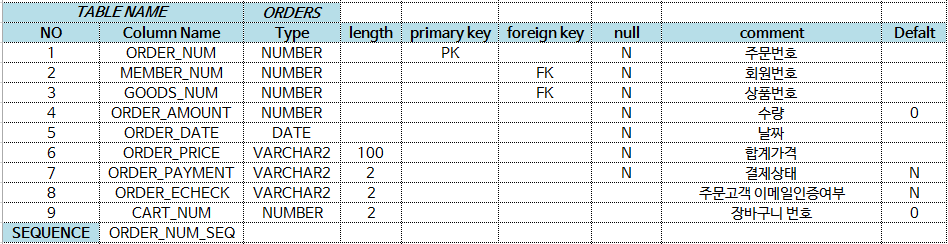 TABLE NAME ORDERS
NO Column Name Type length primary key foreign key null comment Defalt
1 ORDER_NUM NUMBER PK N 주문번호
2 MEMBER_NUM NUMBER FK N 회원번호
3 GOODS_NUM NUMBER FK N 상품번호
4 ORDER_AMOUNT NUMBER N 수량 0
5 ORDER_DATE DATE N 날짜
6 ORDER_PRICE VARCHAR2 100 N 합계가격
7 ORDER_PAYMENT VARCHAR2 2 N 결제상태 N
8 ORDER_ECHECK VARCHAR2 2 주문고객 이메일인증여부 N
9 CART_NUM NUMBER 2 장바구니 번호 0
SEQUENCE ORDER_NUM_SEQ